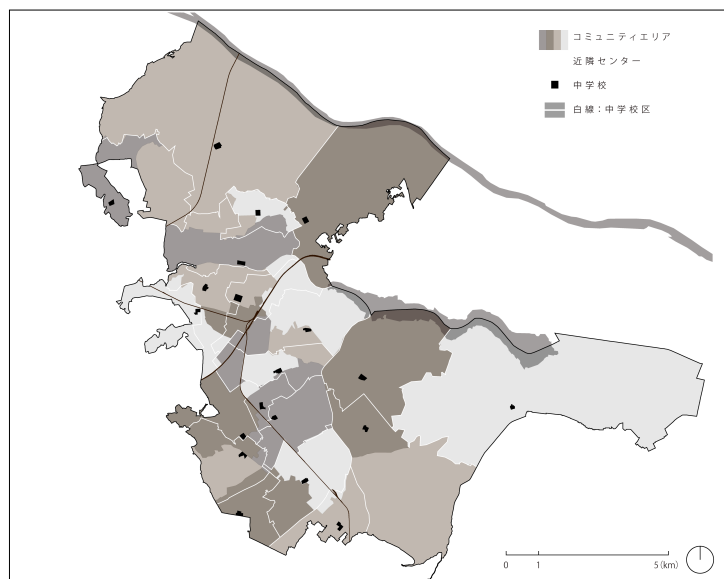 コミュニティエリア
近隣センター
中学校
白線：中学校区
0 1 5 (km)